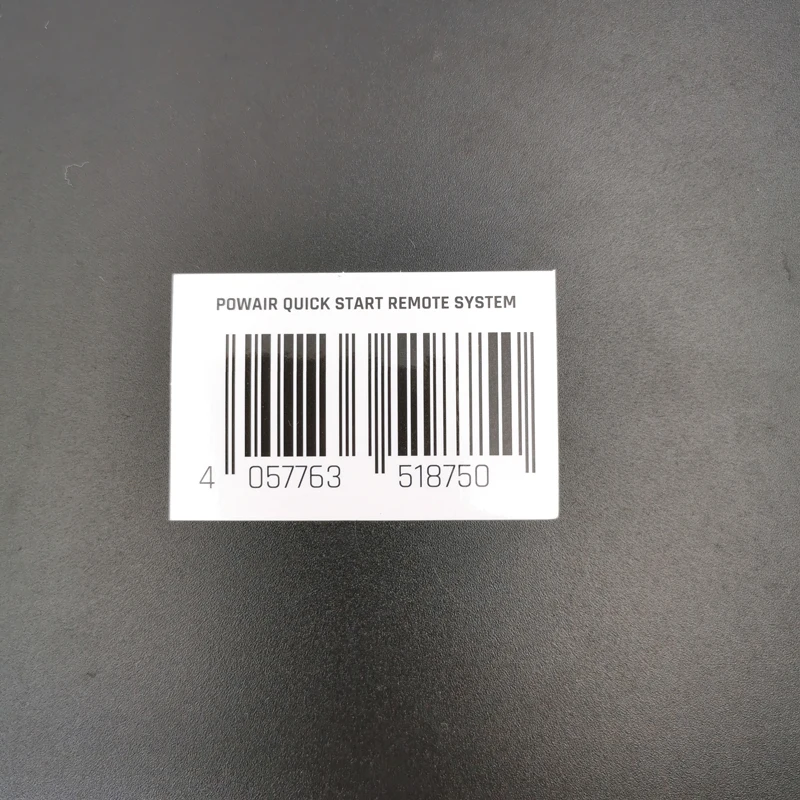 POWAIR QUICK START REMOTE SYSTEM
4 057763 518750